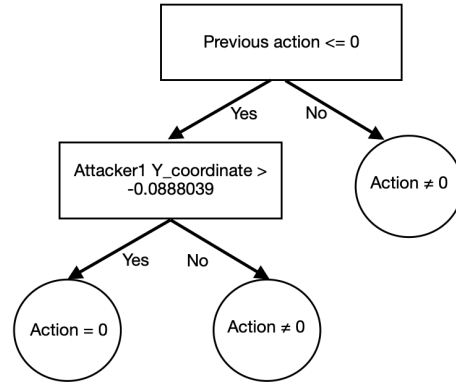 Previous action <= 0
Yes
No
Attacker1 Y_coordinate >
-0.0888039
Action ≠ 0
Yes
No
Action = 0
Action ≠ 0